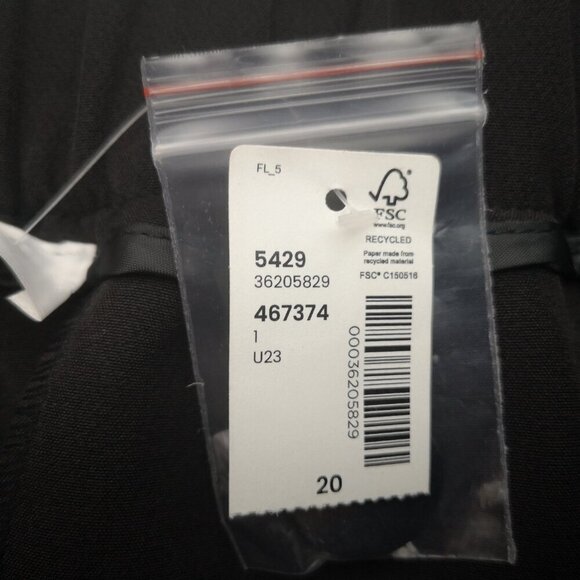 FL_5
FSC
www.fsc.org
RECYCLED
Paper made from
recycled material
FSC® C150516
5429
36205829
467374
1
U23
00036205829
20